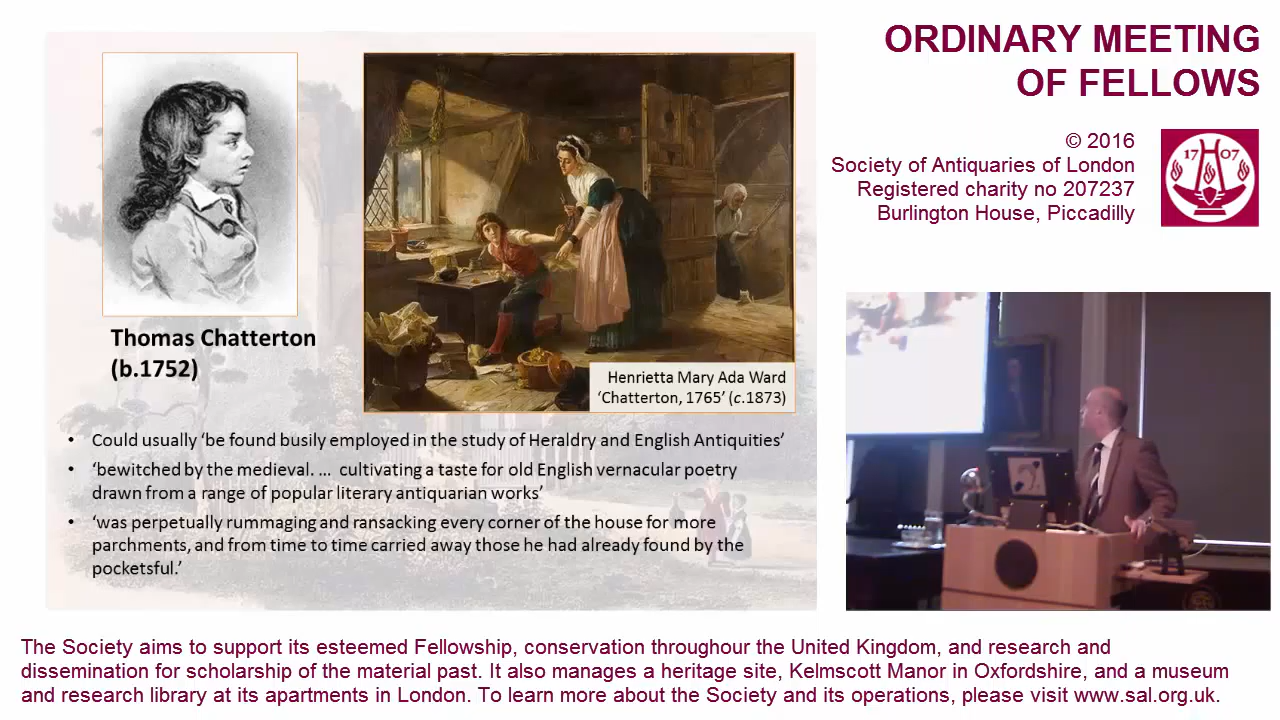 ORDINARY MEETING
OF FELLOWS
© 2016
Society of Antiquaries of London
Registered charity no 207237
Burlington House, Piccadilly
17 07
Thomas Chatterton
(b.1752)
Henrietta Mary Ada Ward
‘Chatterton, 1765’ (c.1873)
• Could usually ‘be found busily employed in the study of Heraldry and English Antiquities’
• ‘bewitched by the medieval. ... cultivating a taste for old English vernacular poetry
drawn from a range of popular literary antiquarian works’
• ‘was perpetually rummaging and ransacking every corner of the house for more
parchments, and from time to time carried away those he had already found by the
pocketsful.’
The Society aims to support its esteemed Fellowship, conservation throughour the United Kingdom, and research and
dissemination for scholarship of the material past. It also manages a heritage site, Kelmscott Manor in Oxfordshire, and a museum
and research library at its apartments in London. To learn more about the Society and its operations, please visit www.sal.org.uk.